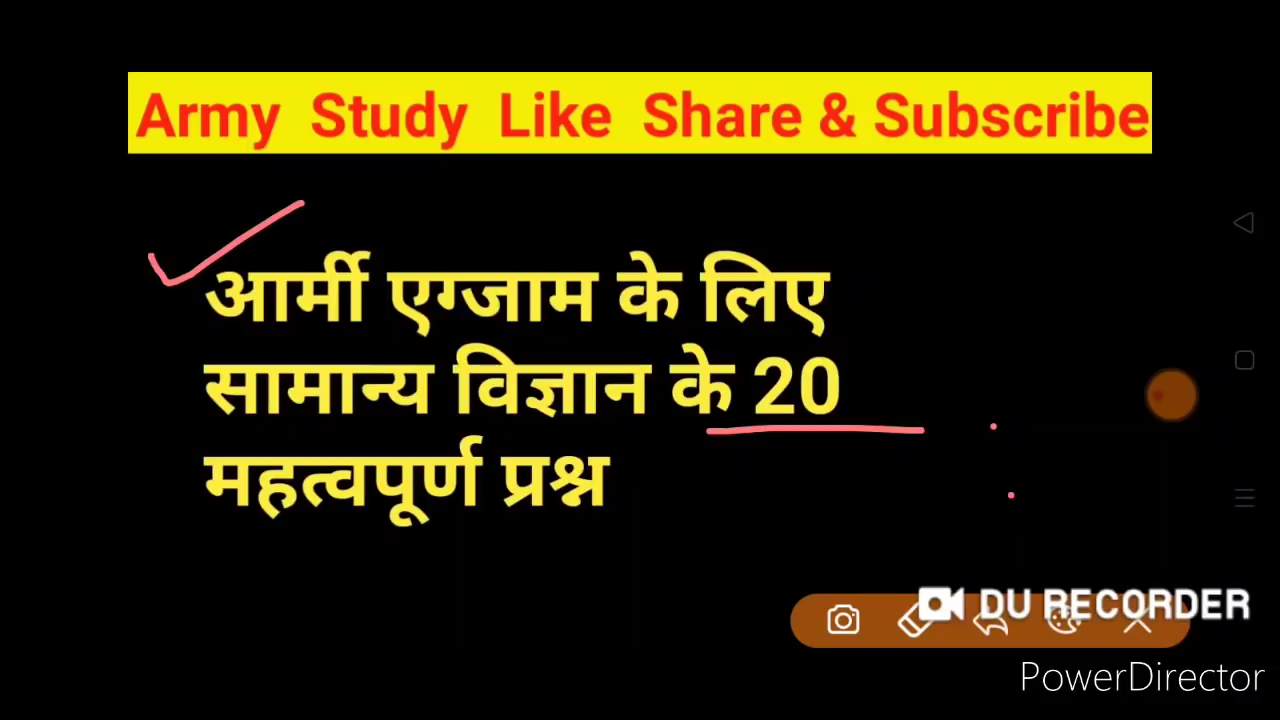 Army Study Like Share & Subscribe
आर्मी एग्जाम के लिए
सामान्य विज्ञान के 20
महत्वपूर्ण प्रश्न
DU RECORDER
PowerDirector